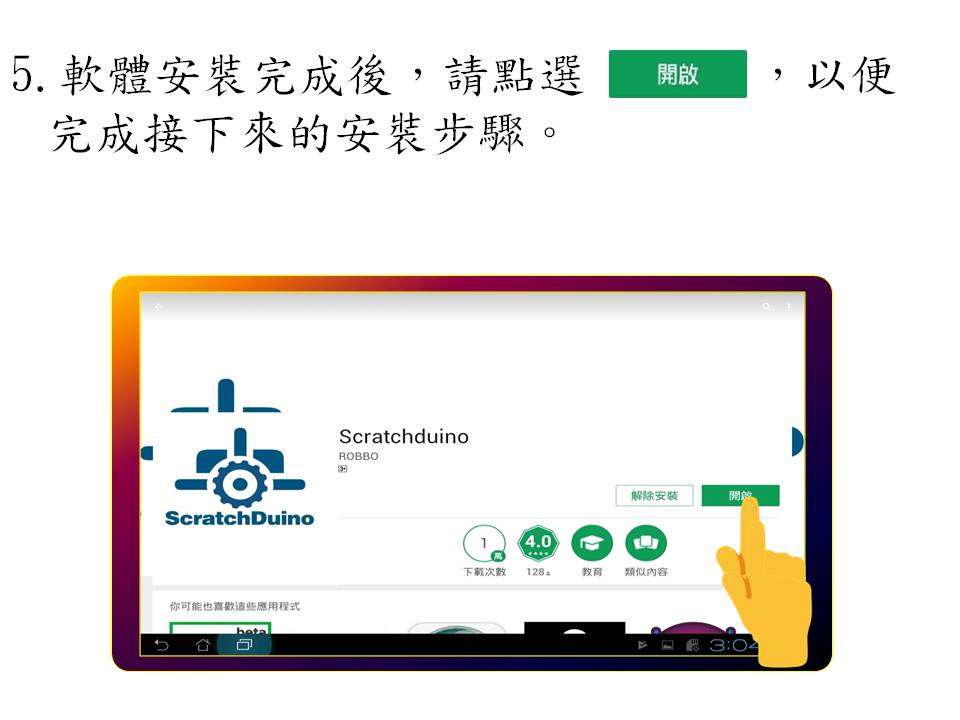 5. 軟體安裝完成後，請點選 開啟 ，以便
完成接下來的安裝步驟。
Scratchduino
ROBBO
3+
解除安裝 開啟
ScratchDuino
1 萬 4.0
下載次數 128 教育 類似內容
你可能也喜歡這些應用程式
beta
3:04